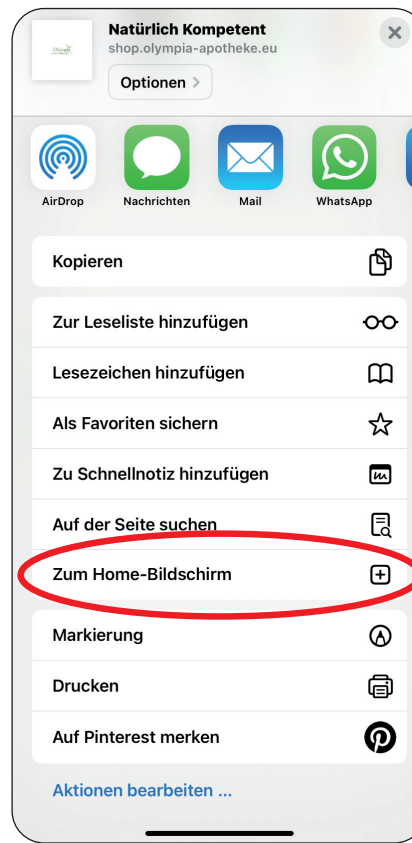 Natürlich Kompetent
shop.olympia-apotheke.eu
Optionen
AirDrop
Nachrichten
Mail
WhatsApp
Kopieren
Zur Leseliste hinzufügen
Lesezeichen hinzufügen
Als Favoriten sichern
Zu Schnellnotiz hinzufügen
Auf der Seite suchen
Zum Home-Bildschirm
Markierung
Drucken
Auf Pinterest merken
Aktionen bearbeiten ...